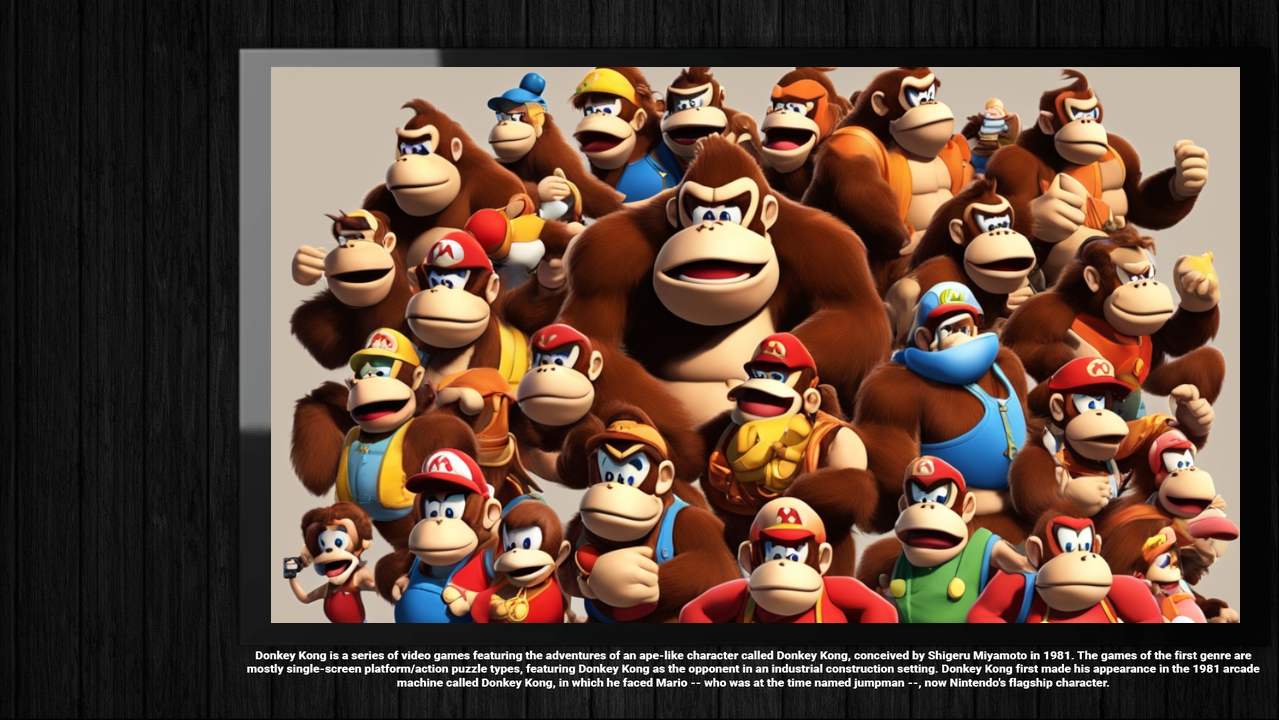 Donkey Kong is a series of video games featuring the adventures of an ape-like character called Donkey Kong, conceived by Shigeru Miyamoto in 1981. The games of the first genre are
mostly single-screen platform/action puzzle types, featuring Donkey Kong as the opponent in an industrial construction setting. Donkey Kong first made his appearance in the 1981 arcade
machine called Donkey Kong, in which he faced Mario -- who was at the time named jumpman --, now Nintendo's flagship character.